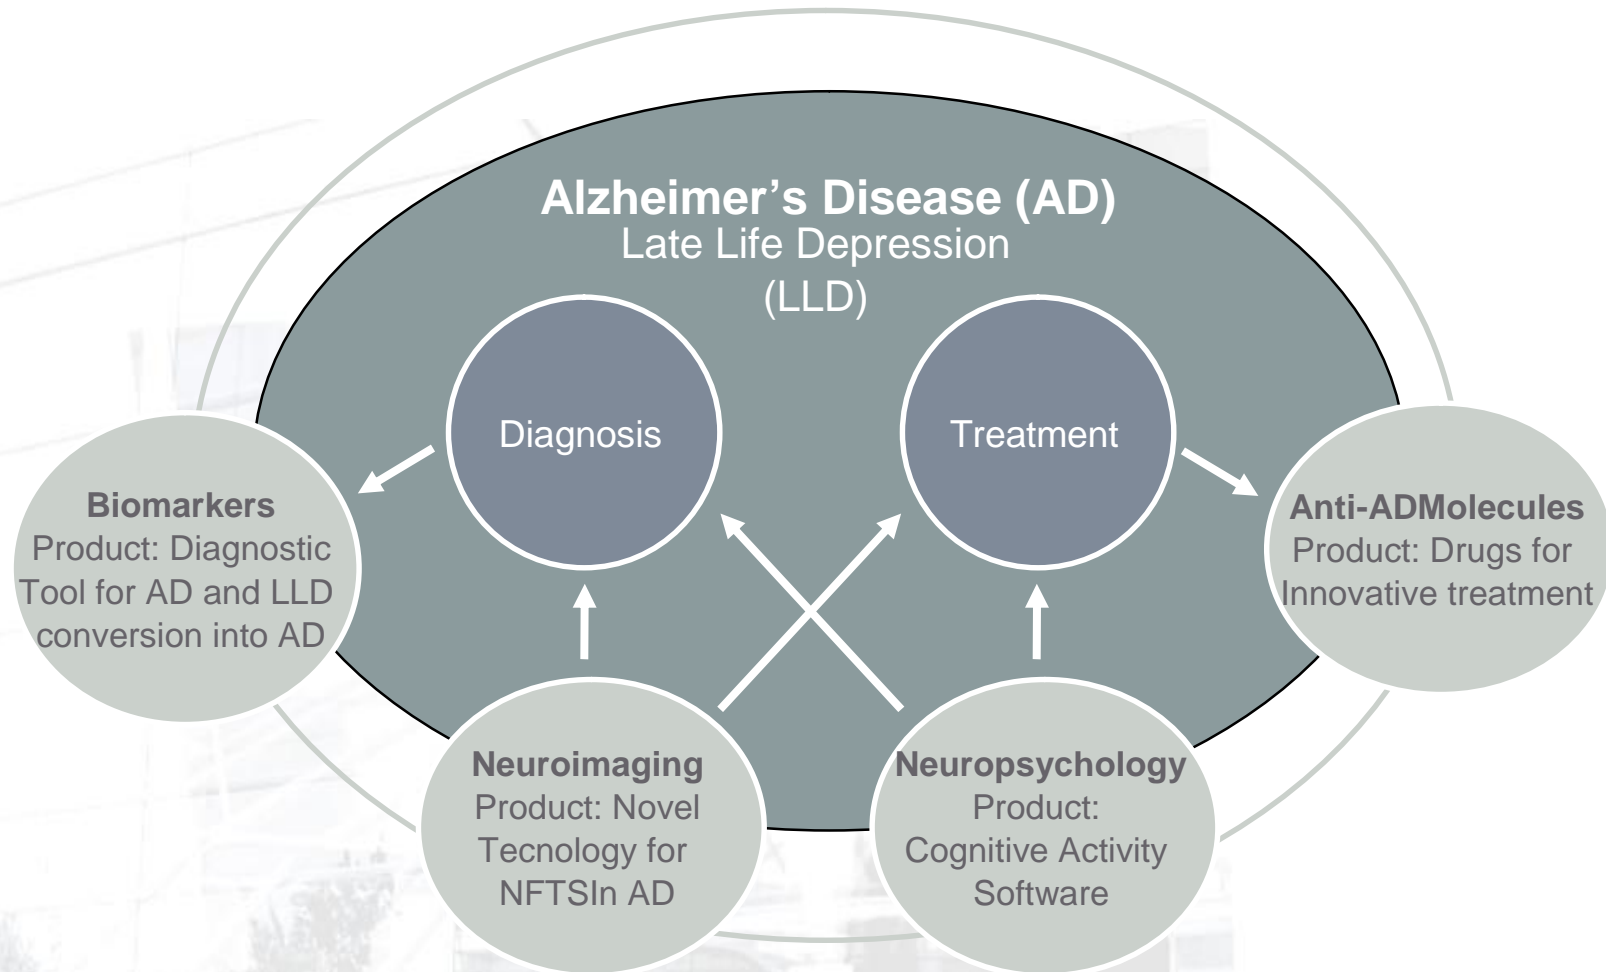 Alzheimer’s Disease (AD)
Late Life Depression
(LLD)
Diagnosis
Treatment
Biomarkers
Product: Diagnostic
Tool for AD and LLD
conversion into AD
Anti-ADMolecules
Product: Drugs for
Innovative treatment
Neuroimaging
Product: Novel
Tecnology for
NFTSIn AD
Neuropsychology
Product:
Cognitive Activity
Software